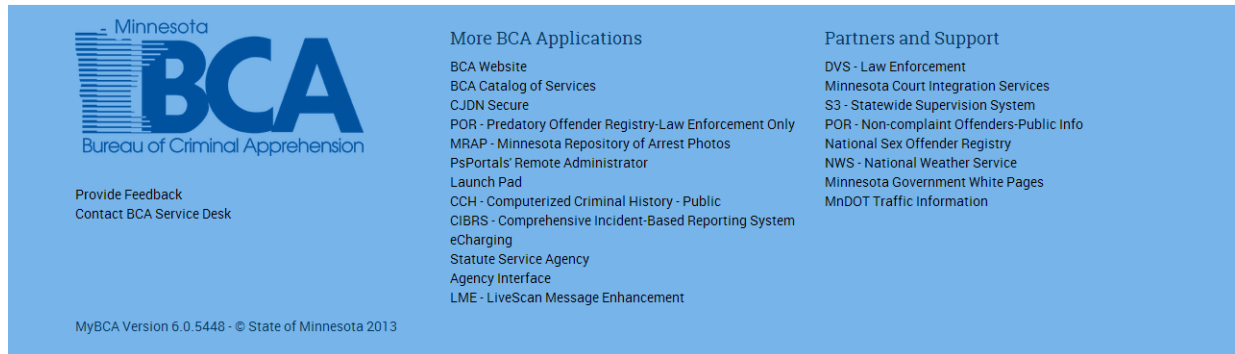 Minnesota
BCA
Bureau of Criminal Apprehension
Provide Feedback
Contact BCA Service Desk
More BCA Applications
BCA Website
BCA Catalog of Services
CJDN Secure
POR - Predatory Offender Registry-Law Enforcement Only
MRAP - Minnesota Repository of Arrest Photos
PsPortals' Remote Administrator
Launch Pad
CCH - Computerized Criminal History - Public
CIBRS - Comprehensive Incident-Based Reporting System
eCharging
Statute Service Agency
Agency Interface
LME - LiveScan Message Enhancement
Partners and Support
DVS - Law Enforcement
Minnesota Court Integration Services
S3 - Statewide Supervision System
POR - Non-complaint Offenders-Public Info
National Sex Offender Registry
NWS - National Weather Service
Minnesota Government White Pages
MnDOT Traffic Information
MyBCA Version 6.0.5448 - © State of Minnesota 2013